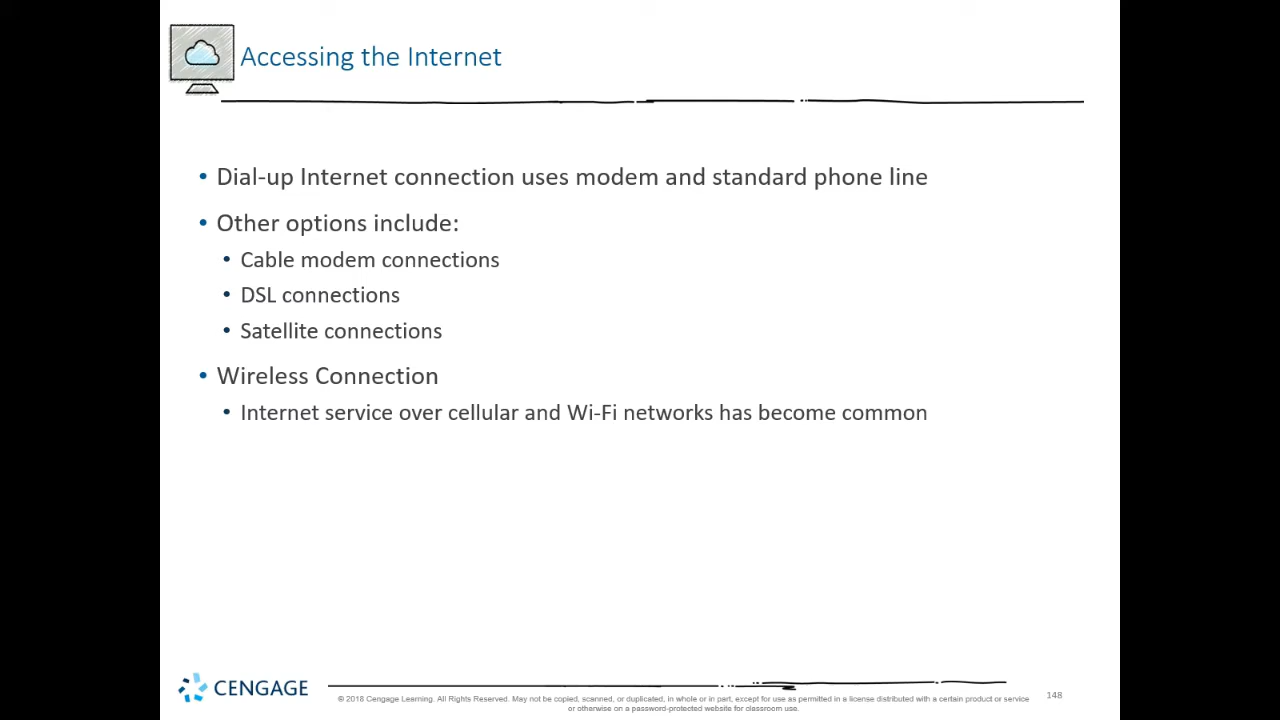 Accessing the Internet
• Dial-up Internet connection uses modem and standard phone line
• Other options include:
• Cable modem connections
• DSL connections
• Satellite connections
• Wireless Connection
• Internet service over cellular and Wi-Fi networks has become common
CENGAGE
© 2018 Cengage Learning. All Rights Reserved. May not be copied, scanned, or duplicated, in whole or in part, except for use as permitted in a license distributed with a certain product or service
or otherwise on a password-protected website for classroom use.
148